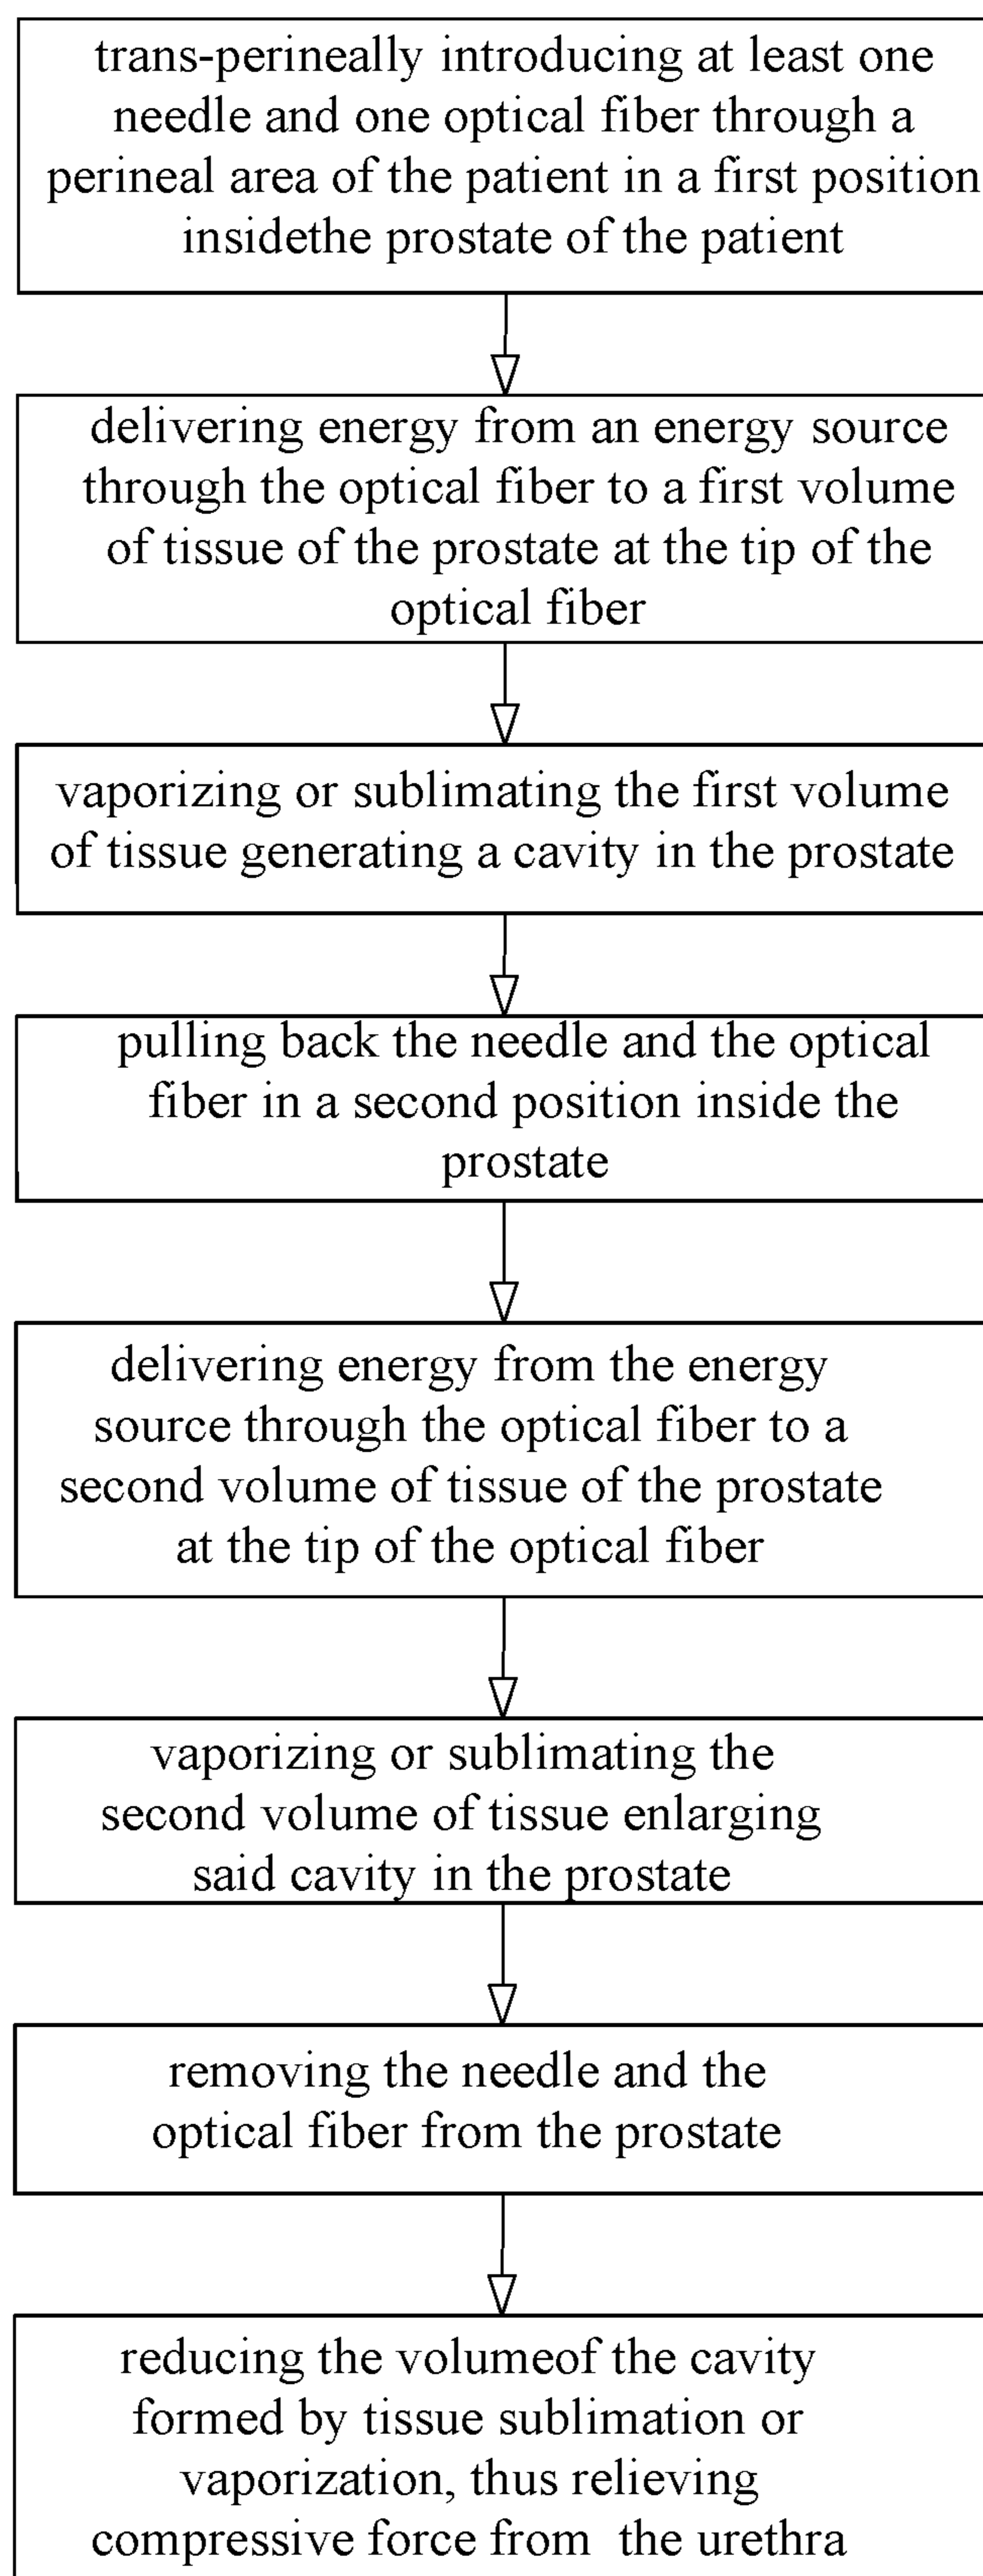 trans-perineally introducing at least one
needle and one optical fiber through a
perineal area of the patient in a first position
insidethe prostate of the patient
delivering energy from an energy source
through the optical fiber to a first volume
of tissue of the prostate at the tip of the
optical fiber
vaporizing or sublimating the first volume
of tissue generating a cavity in the prostate
pulling back the needle and the optical
fiber in a second position inside the
prostate
delivering energy from the energy
source through the optical fiber to a
second volume of tissue of the prostate
at the tip of the optical fiber
vaporizing or sublimating the
second volume of tissue enlarging
said cavity in the prostate
removing the needle and the
optical fiber from the prostate
reducing the volumeof the cavity
formed by tissue sublimation or
vaporization, thus relieving
compressive force from  the urethra